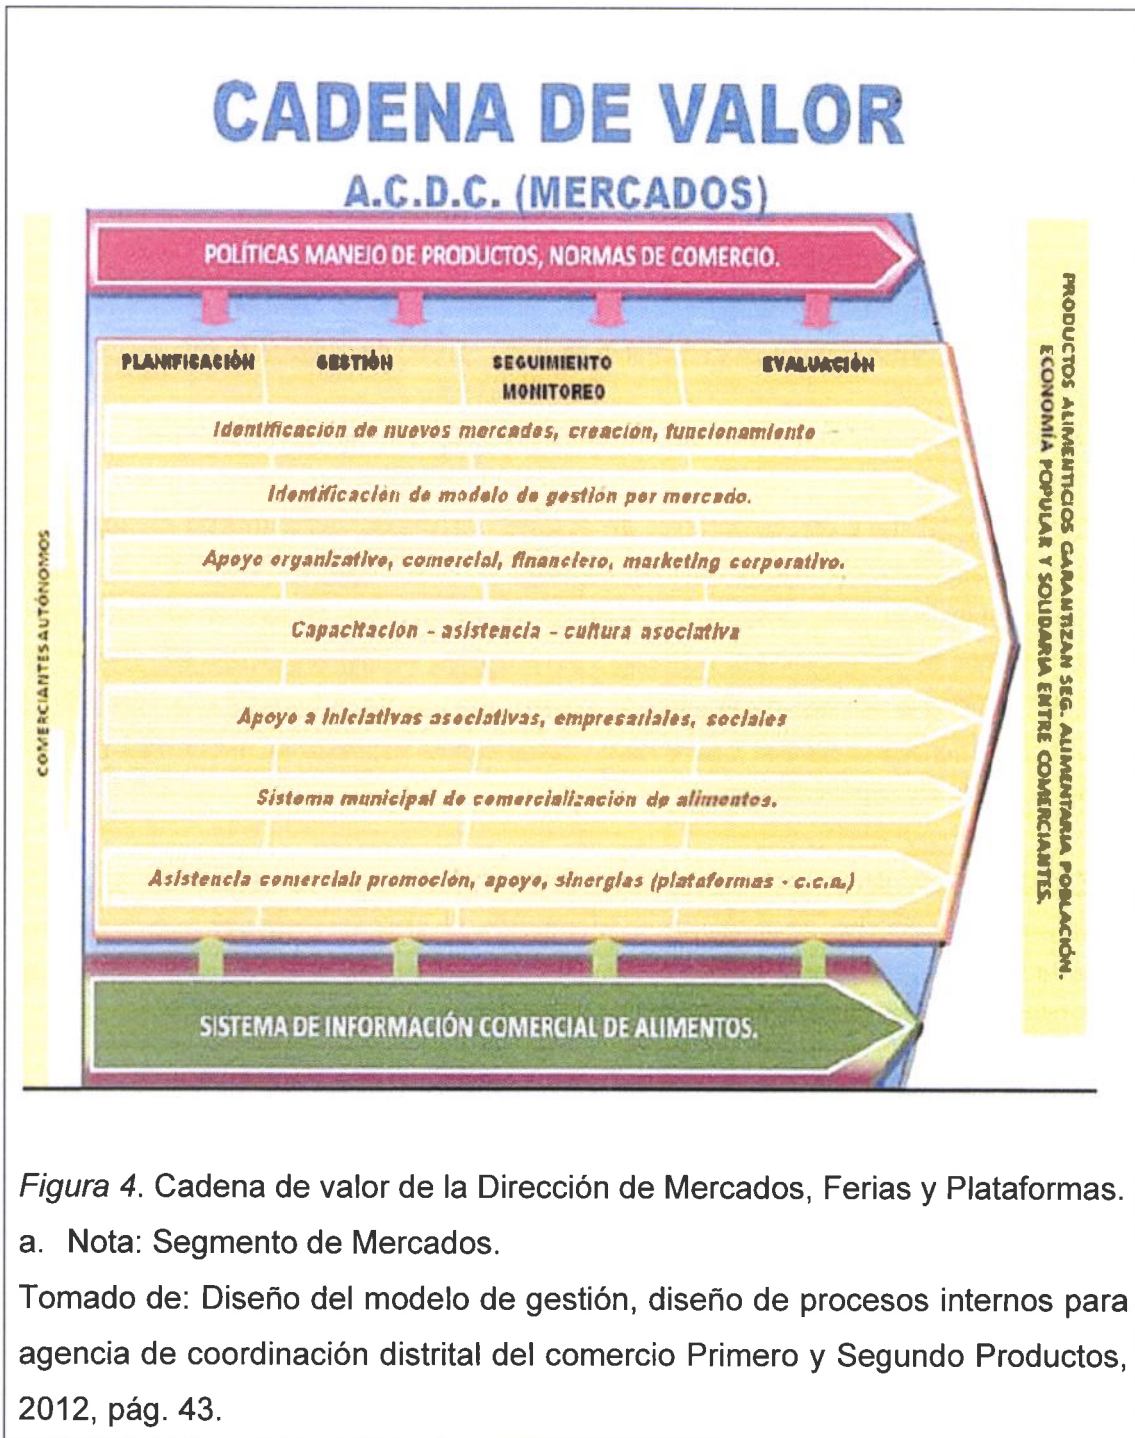 CADENA DE VALOR
A.C.D.C. (MERCADOS)
POLÍTICAS MANEJO DE PRODUCTOS, NORMAS DE COMERCIO.
PLANIFICACIÓN GESTIÓN SEGUIMIENTO EVALUACIÓN
MONITOREO
Identificación de nuevos mercados, creacion, funcionamiento
Identificación de modelo de gestión por mercado.
Apoyo organizativo, comercial, financiero, marketing corporativo.
Capacitacion - asistencia - cultura asociativa
Apoyo a iniciativas asociativas, empresariales, sociales
Sistema municipal de comercialización de alimentos.
Asistencia comercial: promoción, apoyo, sinergias (plataformas - c.c.a.)
SISTEMA DE INFORMACIÓN COMERCIAL DE ALIMENTOS.
COMERCIANTES AUTÓNOMOS
PRODUCTOS ALIMENTICIOS GARANTIZAN SEG. ALIMENTARIA POBLACIÓN.
ECONOMÍA POPULAR Y SOLIDARIA ENTRE COMERCIANTES.
Figura 4. Cadena de valor de la Dirección de Mercados, Ferias y Plataformas.
a. Nota: Segmento de Mercados.
Tomado de: Diseño del modelo de gestión, diseño de procesos internos para
agencia de coordinación distrital del comercio Primero y Segundo Productos,
2012, pág. 43.